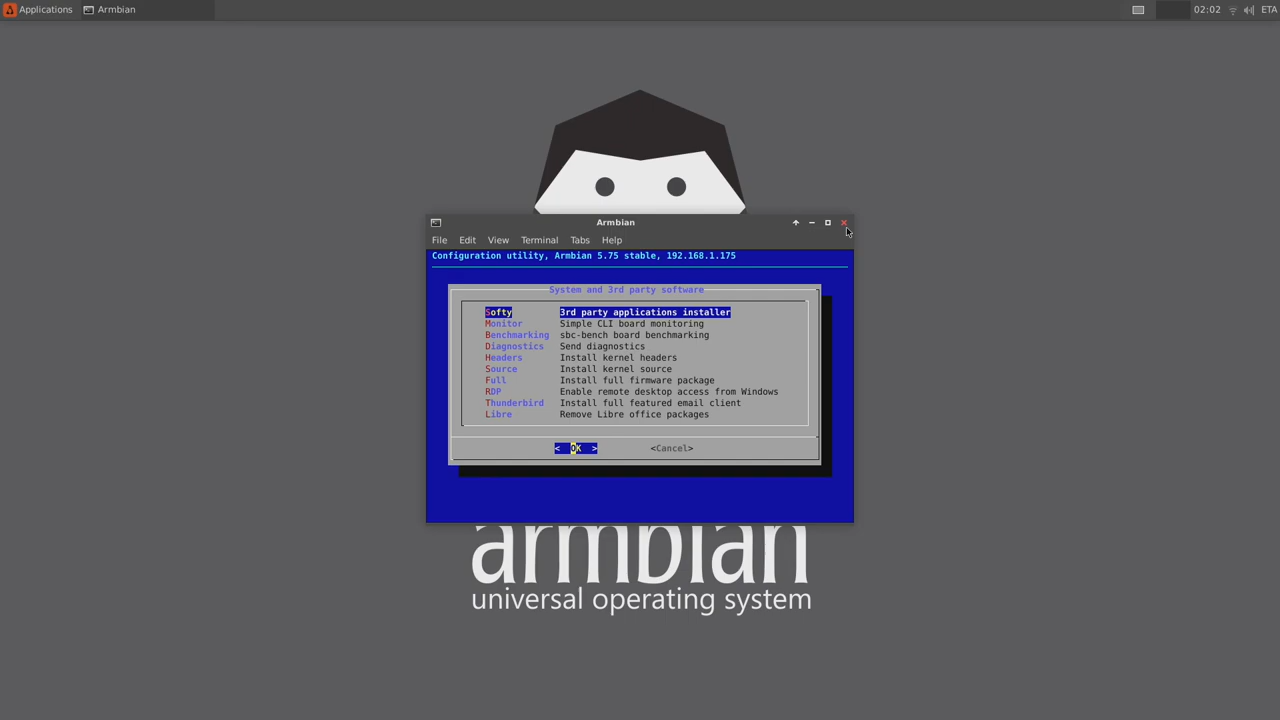 Applications Armbian 02:02 ETA
Armbian
File Edit View Terminal Tabs Help
Configuration utility, Armbian 5.75 stable, 192.168.1.175
System and 3rd party software
Softy 3rd party applications installer
Monitor Simple CLI board monitoring
Benchmarking sbc-bench board benchmarking
Diagnostics Send diagnostics
Headers Install kernel headers
Source Install kernel source
Full Install full firmware package
RDP Enable remote desktop access from Windows
Thunderbird Install full featured email client
Libre Remove Libre office packages
< OK > <Cancel>
armbian
universal operating system